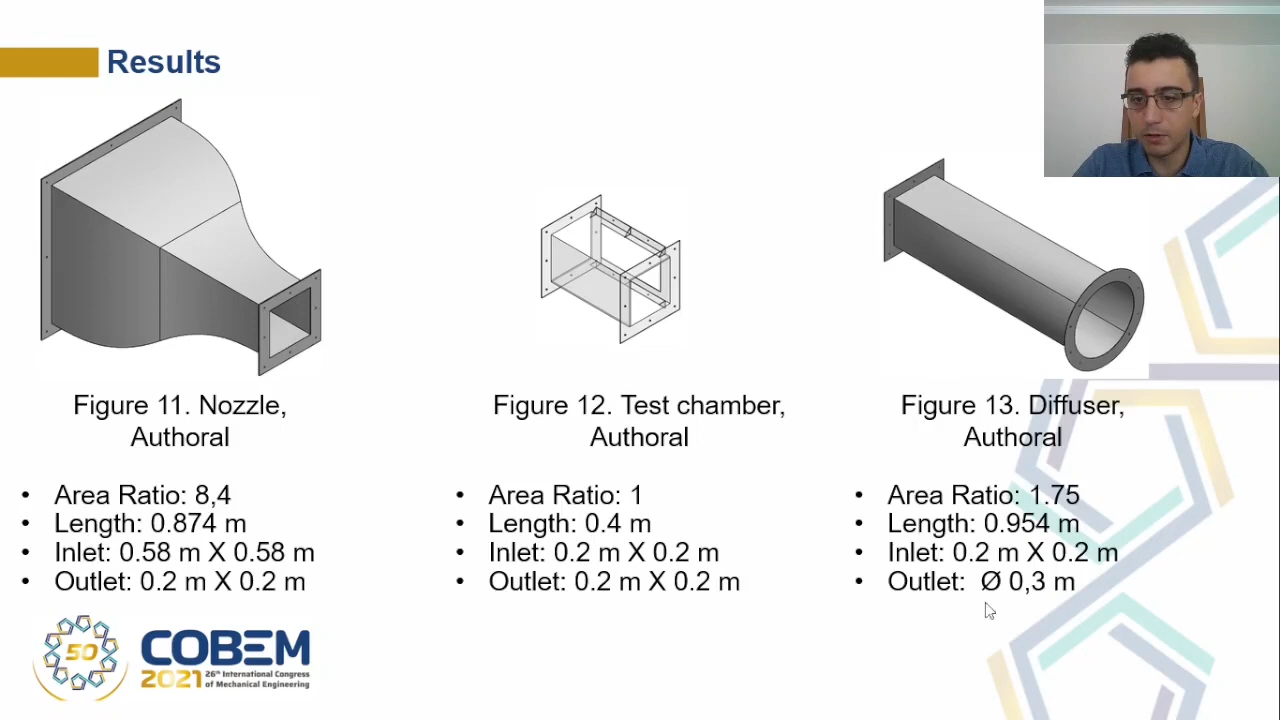 Results
Figure 11. Nozzle,
Authoral
• Area Ratio: 8,4
• Length: 0.874 m
• Inlet: 0.58 m X 0.58 m
• Outlet: 0.2 m X 0.2 m
Figure 12. Test chamber,
Authoral
• Area Ratio: 1
• Length: 0.4 m
• Inlet: 0.2 m X 0.2 m
• Outlet: 0.2 m X 0.2 m
Figure 13. Diffuser,
Authoral
• Area Ratio: 1.75
• Length: 0.954 m
• Inlet: 0.2 m X 0.2 m
• Outlet: Ø 0,3 m
50
COBEM
2021 26th International Congress
of Mechanical Engineering